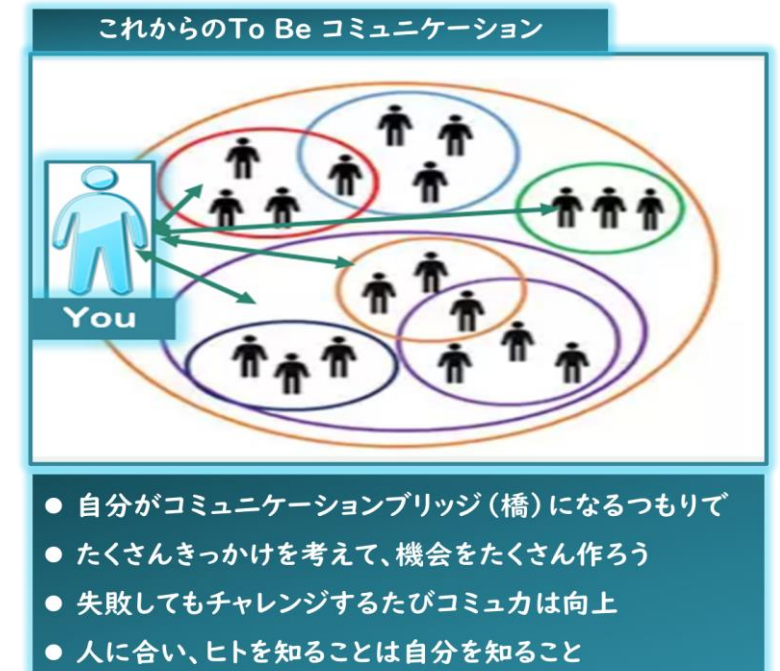 これからのTo Be コミュニケーション
You
● 自分がコミュニケーションブリッジ(橋)になるつもりで
● たくさんきっかけを考えて、機会をたくさん作ろう
● 失敗してもチャレンジするたびコミュ力は向上
● 人に合い、ヒトを知ることは自分を知ること